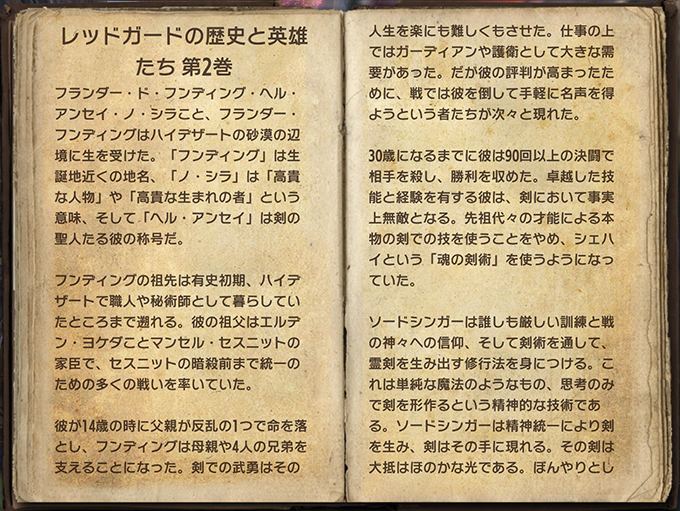 レッドガードの歴史と英雄
たち 第2巻
フランダー・ド・フンディング・ヘル・
アンセイ・ノ・シラこと、フランダー・
フンディングはハイデザートの砂漠の辺
境に生を受けた。「フンディング」は生
誕地近くの地名、「ノ・シラ」は「高貴
な人物」や「高貴な生まれの者」という
意味、そして「ヘル・アンセイ」は剣の
聖人たる彼の称号だ。
フンディングの祖先は有史初期、ハイデ
ザートで職人や秘術師として暮らしてい
たところまで遡れる。彼の祖父はエルデ
ン・ヨケダことマンセル・セスニットの
家臣で、セスニットの暗殺前まで統一の
ための多くの戦いを率いていた。
彼が14歳の時に父親が反乱の1つで命を落
とし、フンディングは母親や4人の兄弟を
支えることになった。剣での武勇はその
人生を楽にも難しくもさせた。仕事の上
ではガーディアンや護衛として大きな需
要があった。だが彼の評判が高まったた
めに、戦では彼を倒して手軽に名声を得
ようという者たちが次々と現れた。
30歳になるまでに彼は90回以上の決闘で
相手を殺し、勝利を収めた。卓越した技
能と経験を有する彼は、剣において事実
上無敵となる。先祖代々の才能による本
物の剣での技を使うことをやめ、シェハ
イという「魂の剣術」を使うようになっ
ていた。
ソードシンガーは誰しも厳しい訓練と戦
の神々への信仰、そして剣術を通して、
霊剣を生み出す修行法を身につける。こ
れは単純な魔法のようなもの、思考のみ
で剣を形作るという精神的な技術であ
る。ソードシンガーは精神統一により剣
を生み、剣はその手に現れる。その剣は
大抵はほのかな光である。ぼんやりとし